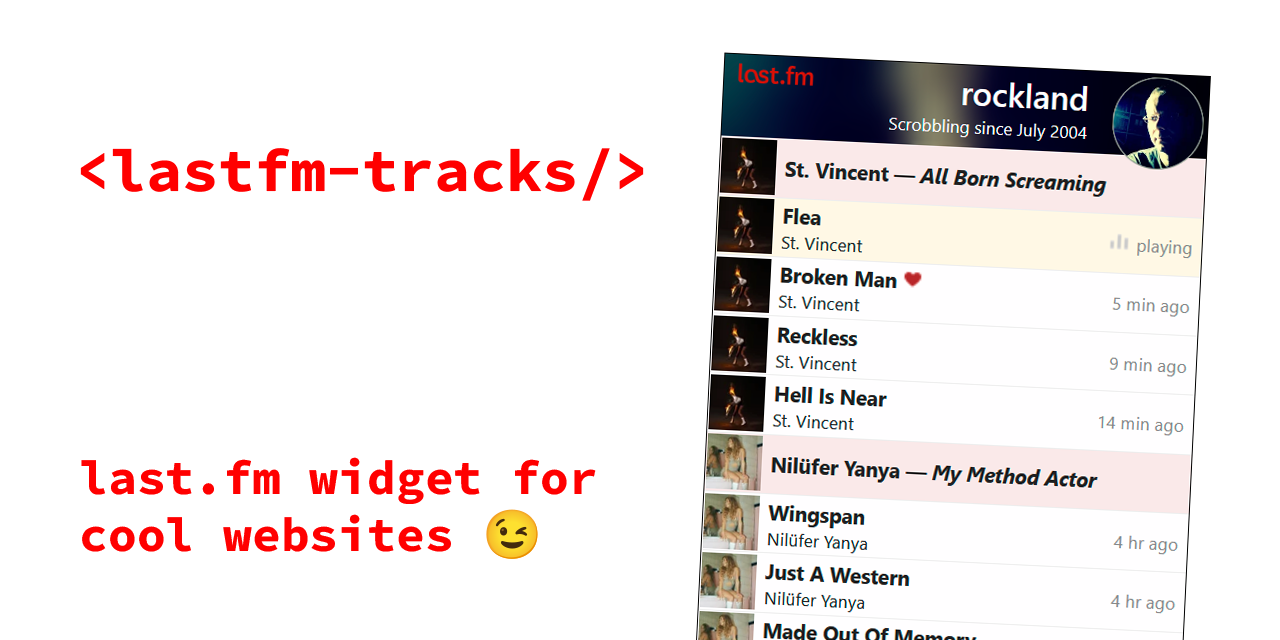 <lastfm-tracks/>
last.fm widget for
cool websites 😉
last.fm
rockland
Scrobbling since July 2004
St. Vincent — All Born Screaming
Flea
St. Vincent
playing
Broken Man ❤
St. Vincent
5 min ago
Reckless
St. Vincent
9 min ago
Hell Is Near
St. Vincent
14 min ago
Nilüfer Yanya — My Method Actor
Wingspan
Nilüfer Yanya
4 hr ago
Just A Western
Nilüfer Yanya
4 hr ago
Made Out Of Memory